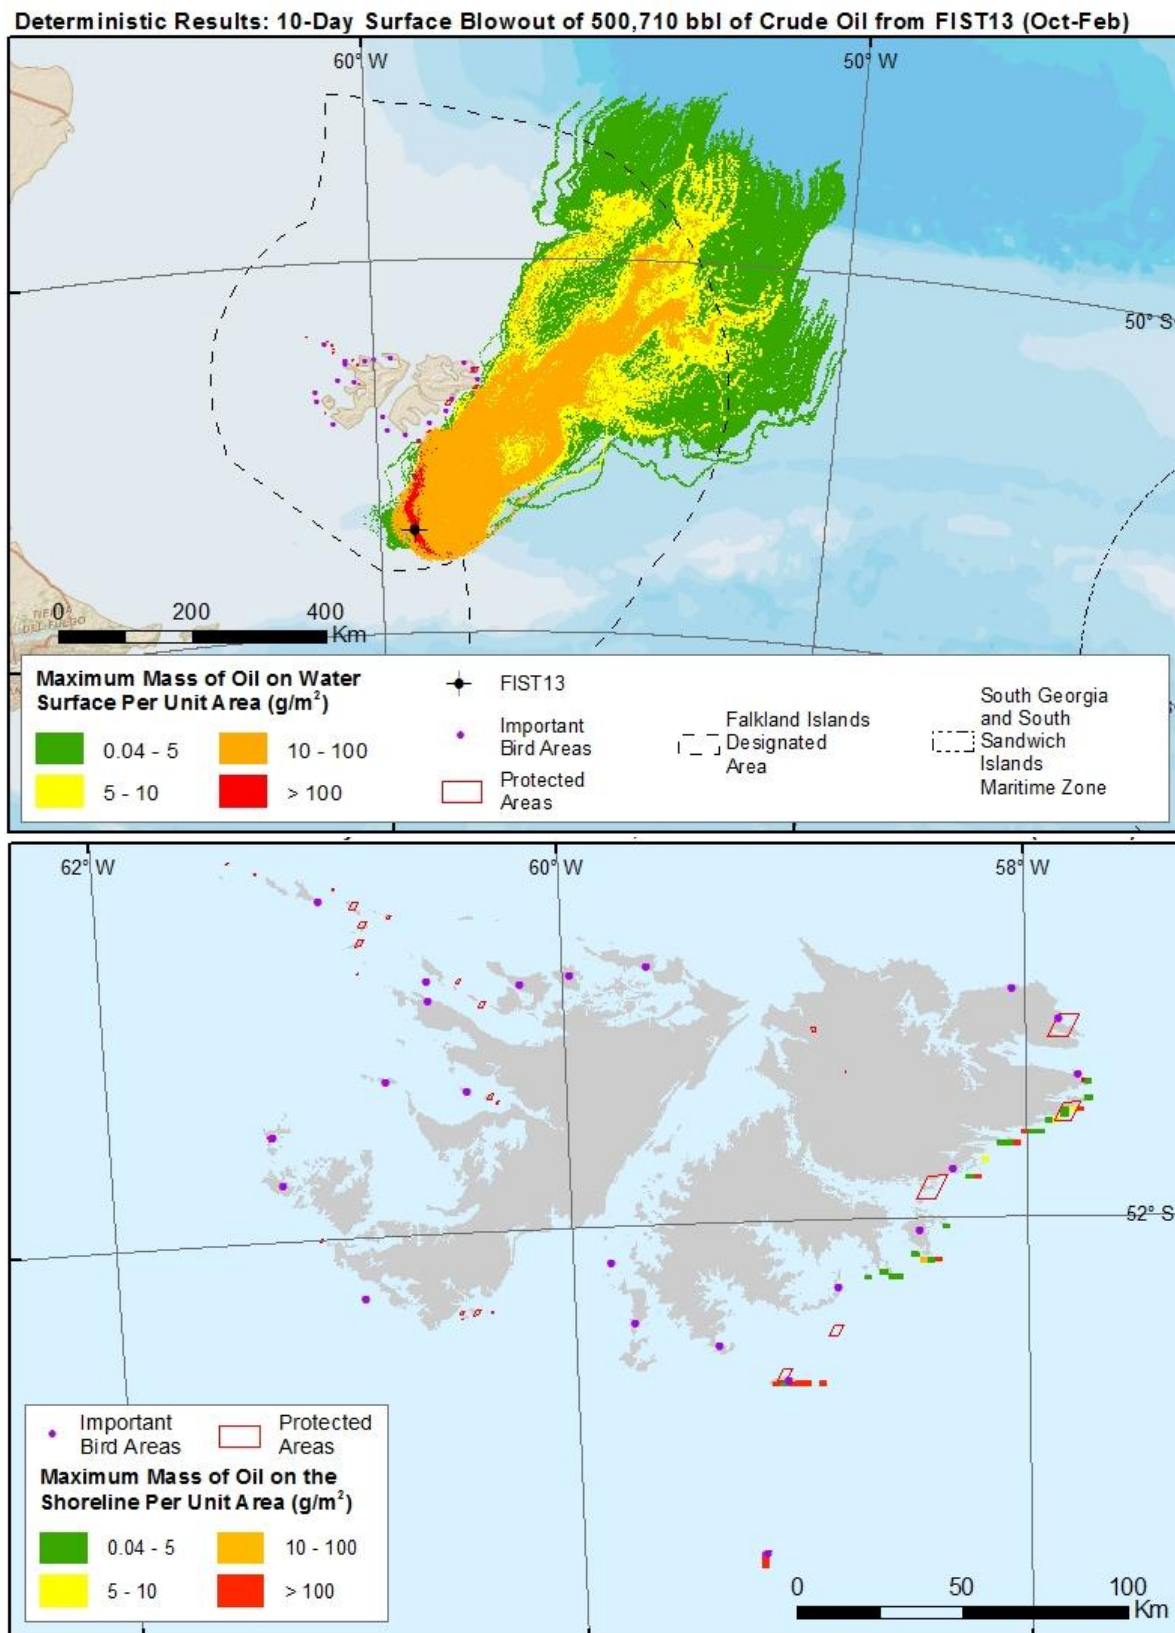 Deterministic Results: 10-Day Surface Blowout of 500,710 bbl of Crude Oil from FIST13 (Oct-Feb)
60° W
50° W
50° S
TIERRA
DEL FUEGO
0
200
400
Km
Maximum Mass of Oil on Water
Surface Per Unit Area (g/m²)
0.04 - 5
10 - 100
5 - 10
> 100
FIST13
Important
Bird Areas
Protected
Areas
Falkland Islands
Designated
Area
South Georgia
and South
Sandwich
Islands
Maritime Zone
62° W
60° W
58° W
52° S
Important
Bird Areas
Protected
Areas
Maximum Mass of Oil on the
Shoreline Per Unit Area (g/m²)
0.04 - 5
10 - 100
5 - 10
> 100
0
50
100
Km